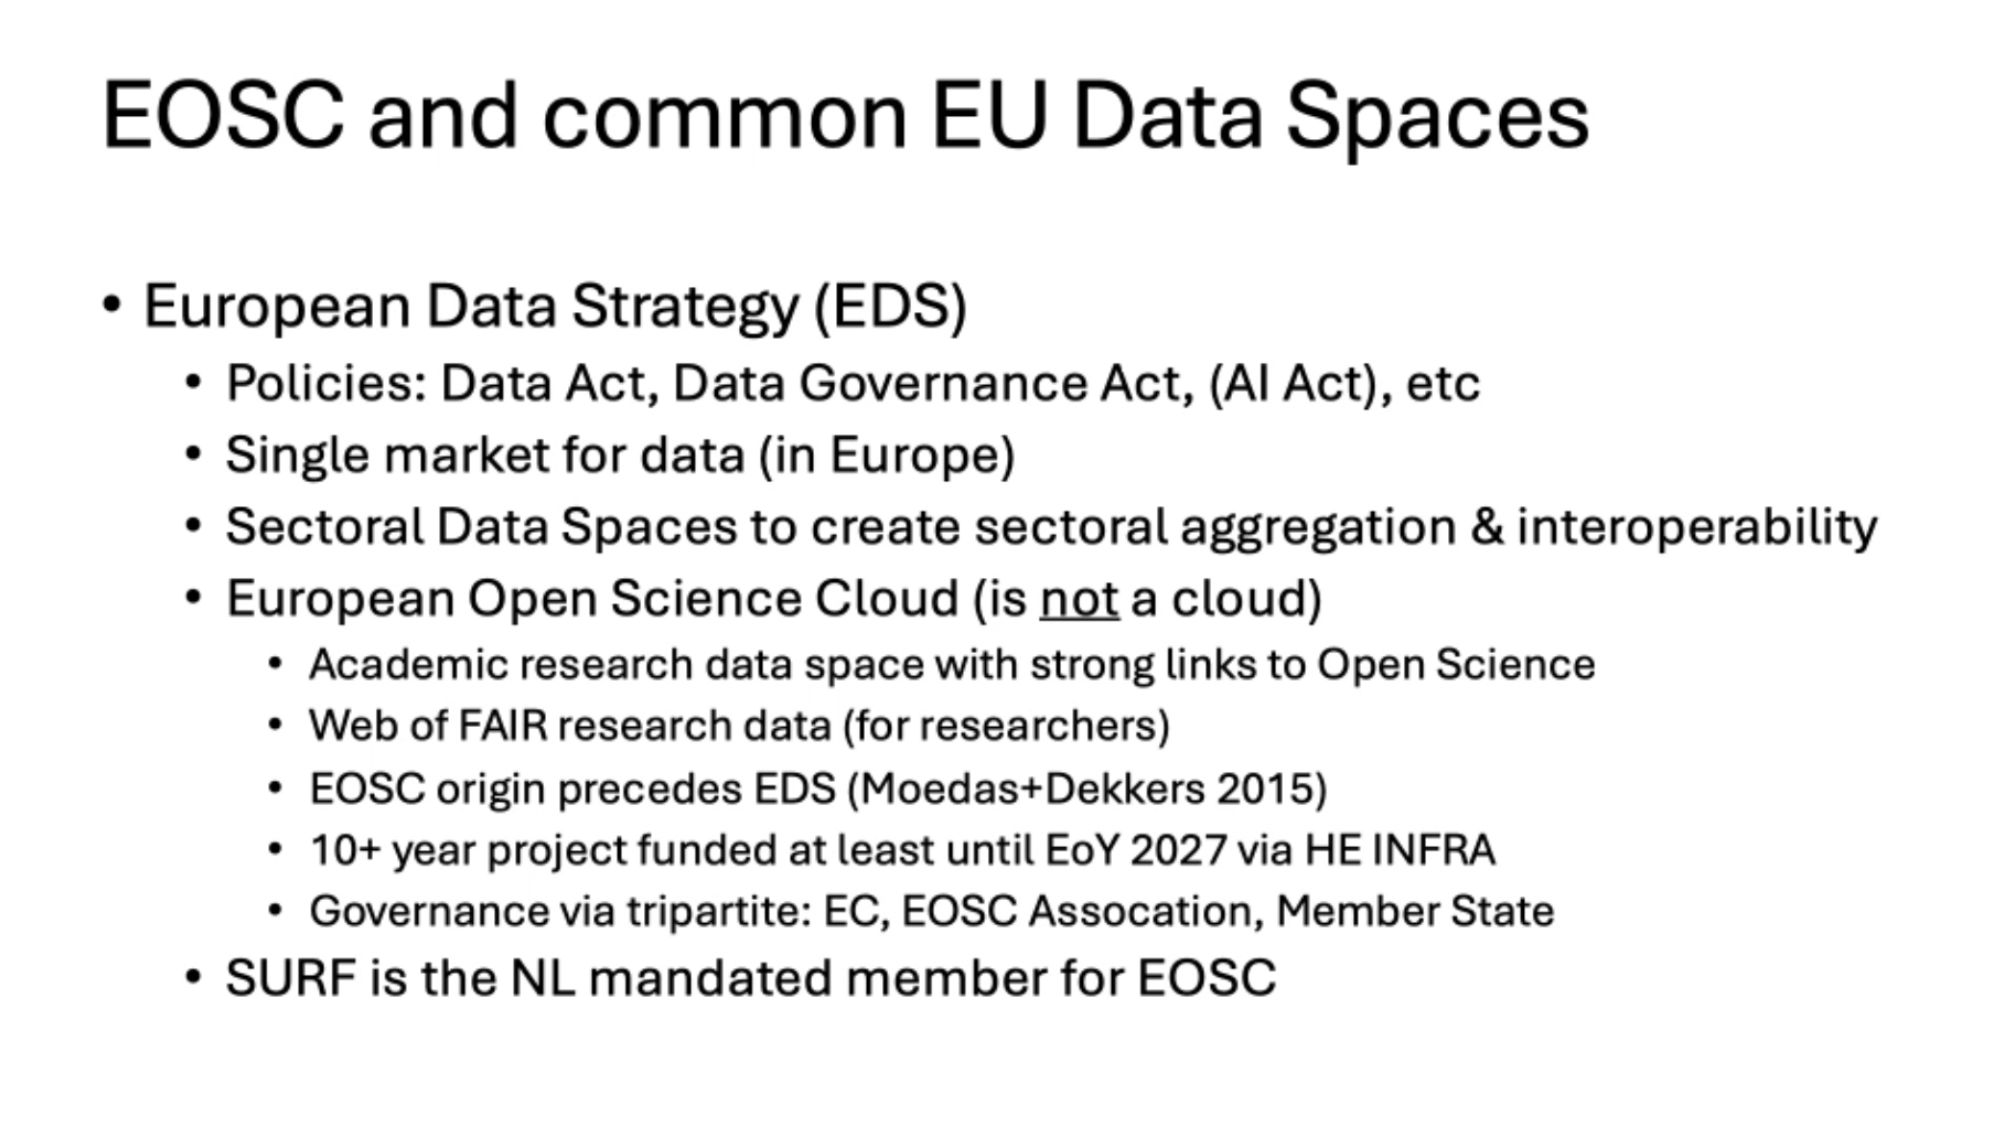 EOSC and common EU Data Spaces
• European Data Strategy (EDS)
• Policies: Data Act, Data Governance Act, (AI Act), etc
• Single market for data (in Europe)
• Sectoral Data Spaces to create sectoral aggregation & interoperability
• European Open Science Cloud (is not a cloud)
• Academic research data space with strong links to Open Science
• Web of FAIR research data (for researchers)
• EOSC origin precedes EDS (Moedas+Dekkers 2015)
• 10+ year project funded at least until EoY 2027 via HE INFRA
• Governance via tripartite: EC, EOSC Assocation, Member State
• SURF is the NL mandated member for EOSC